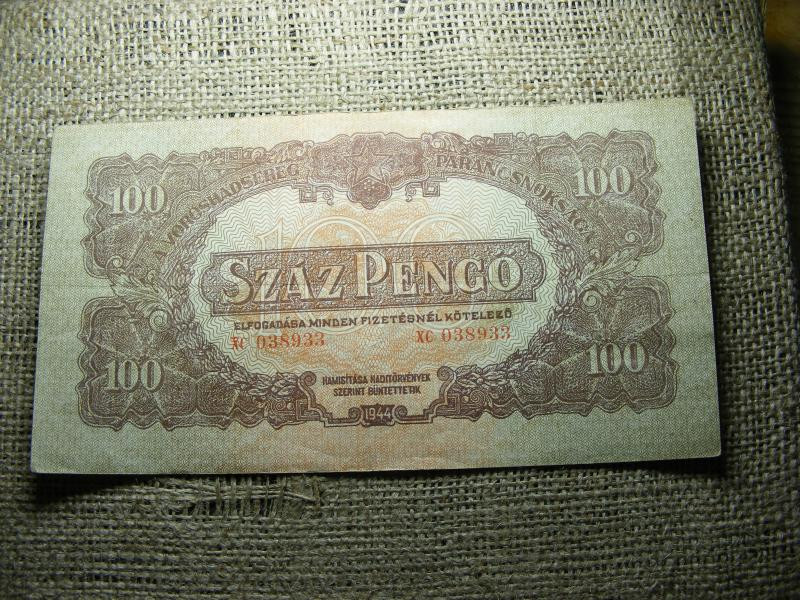 A VÖRÖSHADSEREG PARANCSNOKSÁGA
100 100
SZÁZ PENGŐ
ELFOGADÁSA MINDEN FIZETÉSNÉL KÖTELEZŐ
XC 038933 XC 038933
100 100
HAMISÍTÁSA HADITÖRVÉNYEK
SZERINT BÜNTETTETIK
1944